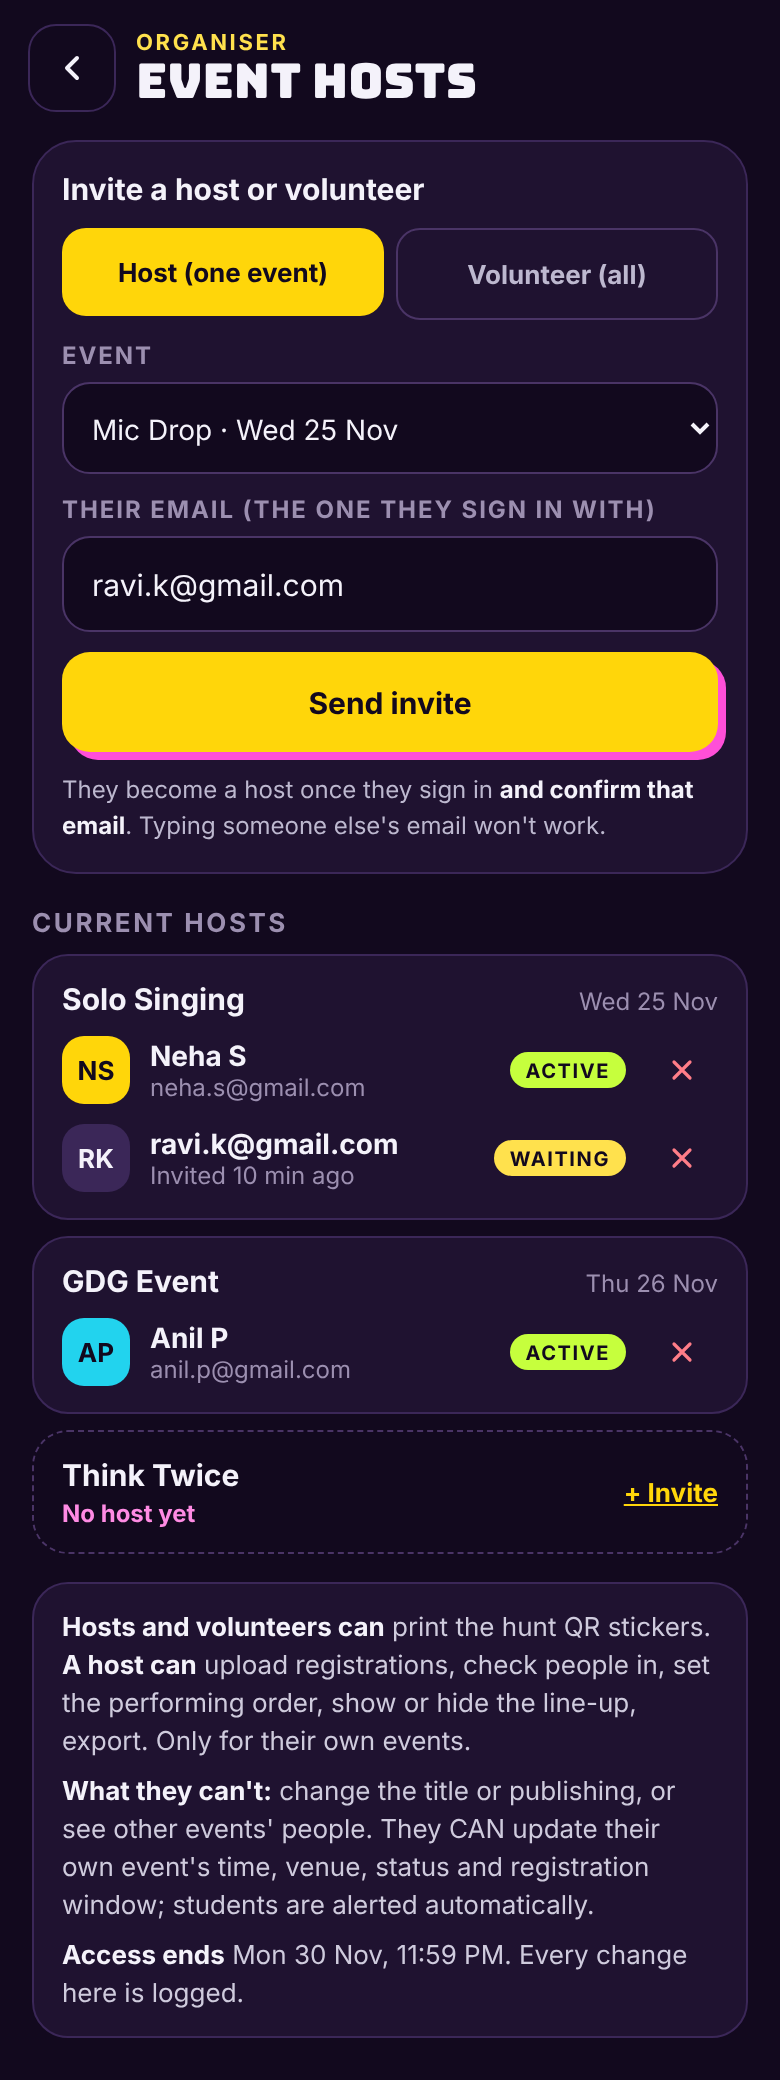 ORGANISER
EVENT HOSTS
Invite a host or volunteer
Host (one event)
Volunteer (all)
EVENT
Mic Drop · Wed 25 Nov
THEIR EMAIL (THE ONE THEY SIGN IN WITH)
ravi.k@gmail.com
Send invite
They become a host once they sign in and confirm that
email. Typing someone else's email won't work.
CURRENT HOSTS
Solo Singing
Wed 25 Nov
NS
Neha S
neha.s@gmail.com
ACTIVE
RK
ravi.k@gmail.com
Invited 10 min ago
WAITING
GDG Event
Thu 26 Nov
AP
Anil P
anil.p@gmail.com
ACTIVE
Think Twice
No host yet
+ Invite
Hosts and volunteers can print the hunt QR stickers.
A host can upload registrations, check people in, set
the performing order, show or hide the line-up,
export. Only for their own events.
What they can't: change the title or publishing, or
see other events' people. They CAN update their
own event's time, venue, status and registration
window; students are alerted automatically.
Access ends Mon 30 Nov, 11:59 PM. Every change
here is logged.